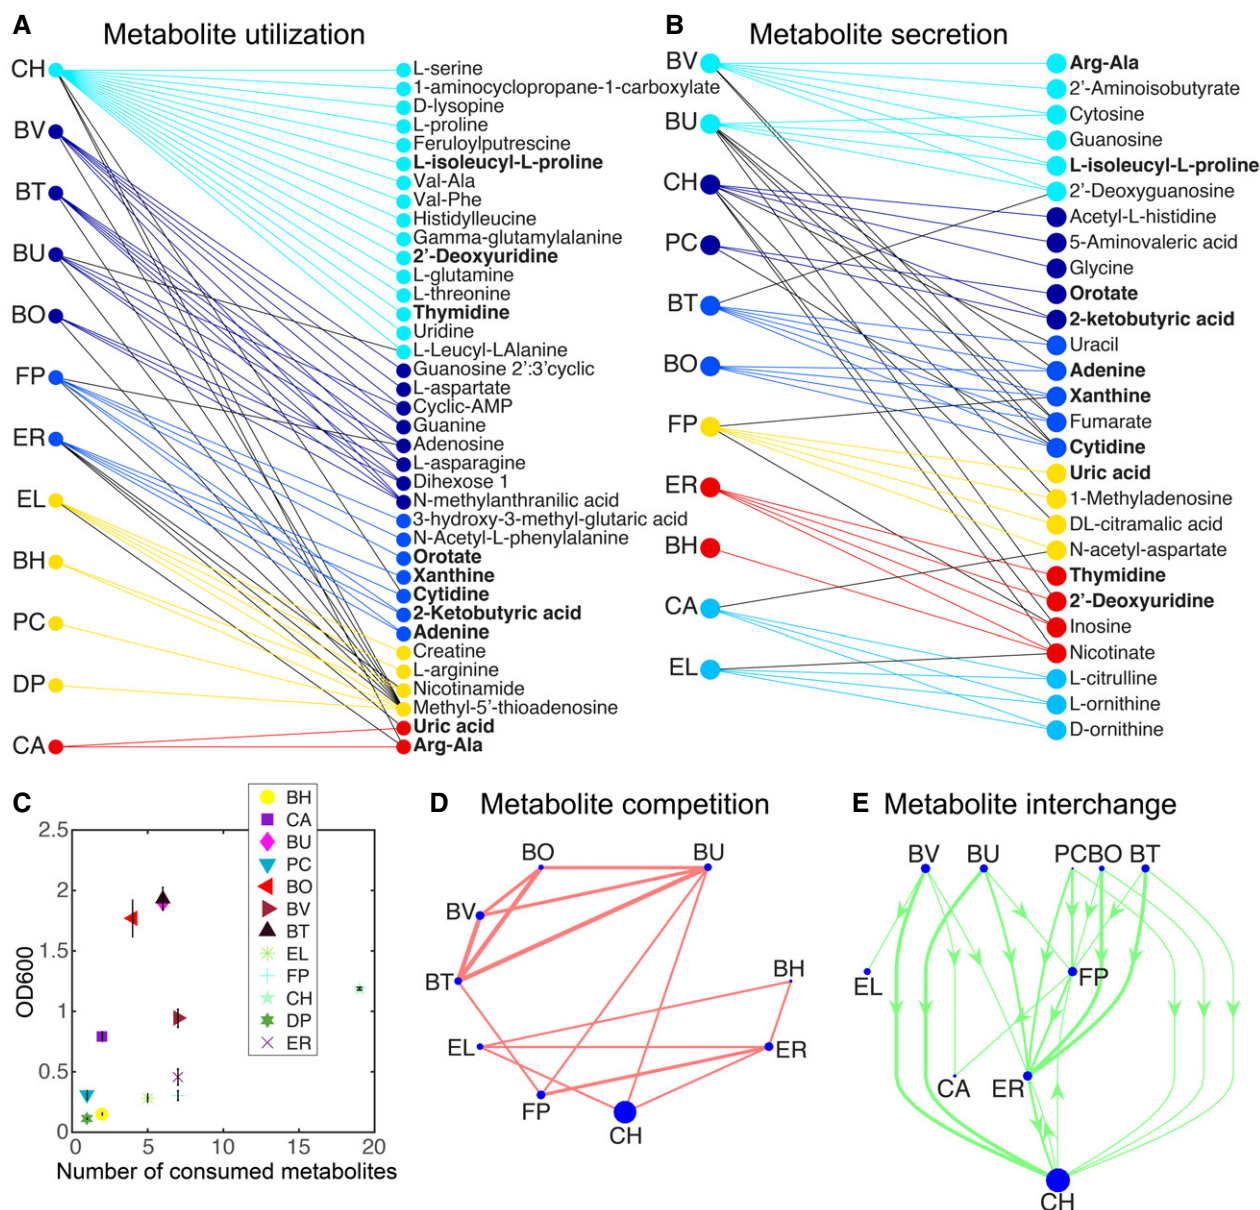 A Metabolite utilization
CH
BV
BT
BU
BO
FP
ER
EL
BH
PC
DP
CA
L-serine
1-aminocyclopropane-1-carboxylate
D-lysopine
L-proline
Feruloylputrescine
L-isoleucyl-L-proline
Val-Ala
Val-Phe
Histidylleucine
Gamma-glutamylalanine
2'-Deoxyuridine
L-glutamine
L-threonine
Thymidine
Uridine
L-Leucyl-LAlanine
Guanosine 2':3'cyclic
L-aspartate
Cyclic-AMP
Guanine
Adenosine
L-asparagine
Dihexose 1
N-methylanthranilic acid
3-hydroxy-3-methyl-glutaric acid
N-Acetyl-L-phenylalanine
Orotate
Xanthine
Cytidine
2-Ketobutyric acid
Adenine
Creatine
L-arginine
Nicotinamide
Methyl-5'-thioadenosine
Uric acid
Arg-Ala
B Metabolite secretion
BV
BU
CH
PC
BT
BO
FP
ER
BH
CA
EL
Arg-Ala
2'-Aminoisobutyrate
Cytosine
Guanosine
L-isoleucyl-L-proline
2'-Deoxyguanosine
Acetyl-L-histidine
5-Aminovaleric acid
Glycine
Orotate
2-ketobutyric acid
Uracil
Adenine
Xanthine
Fumarate
Cytidine
Uric acid
1-Methyladenosine
DL-citramalic acid
N-acetyl-aspartate
Thymidine
2'-Deoxyuridine
Inosine
Nicotinate
L-citrulline
L-ornithine
D-ornithine
C
BH
CA
BU
PC
BO
BV
BT
EL
FP
CH
DP
ER
2.5
2
1.5
1
0.5
0
OD600
0 5 10 15 20
Number of consumed metabolites
D Metabolite competition
BO BU
BV
BT BH
EL ER
FP
CH
E Metabolite interchange
BV BU PC BO BT
EL FP
CA ER
CH